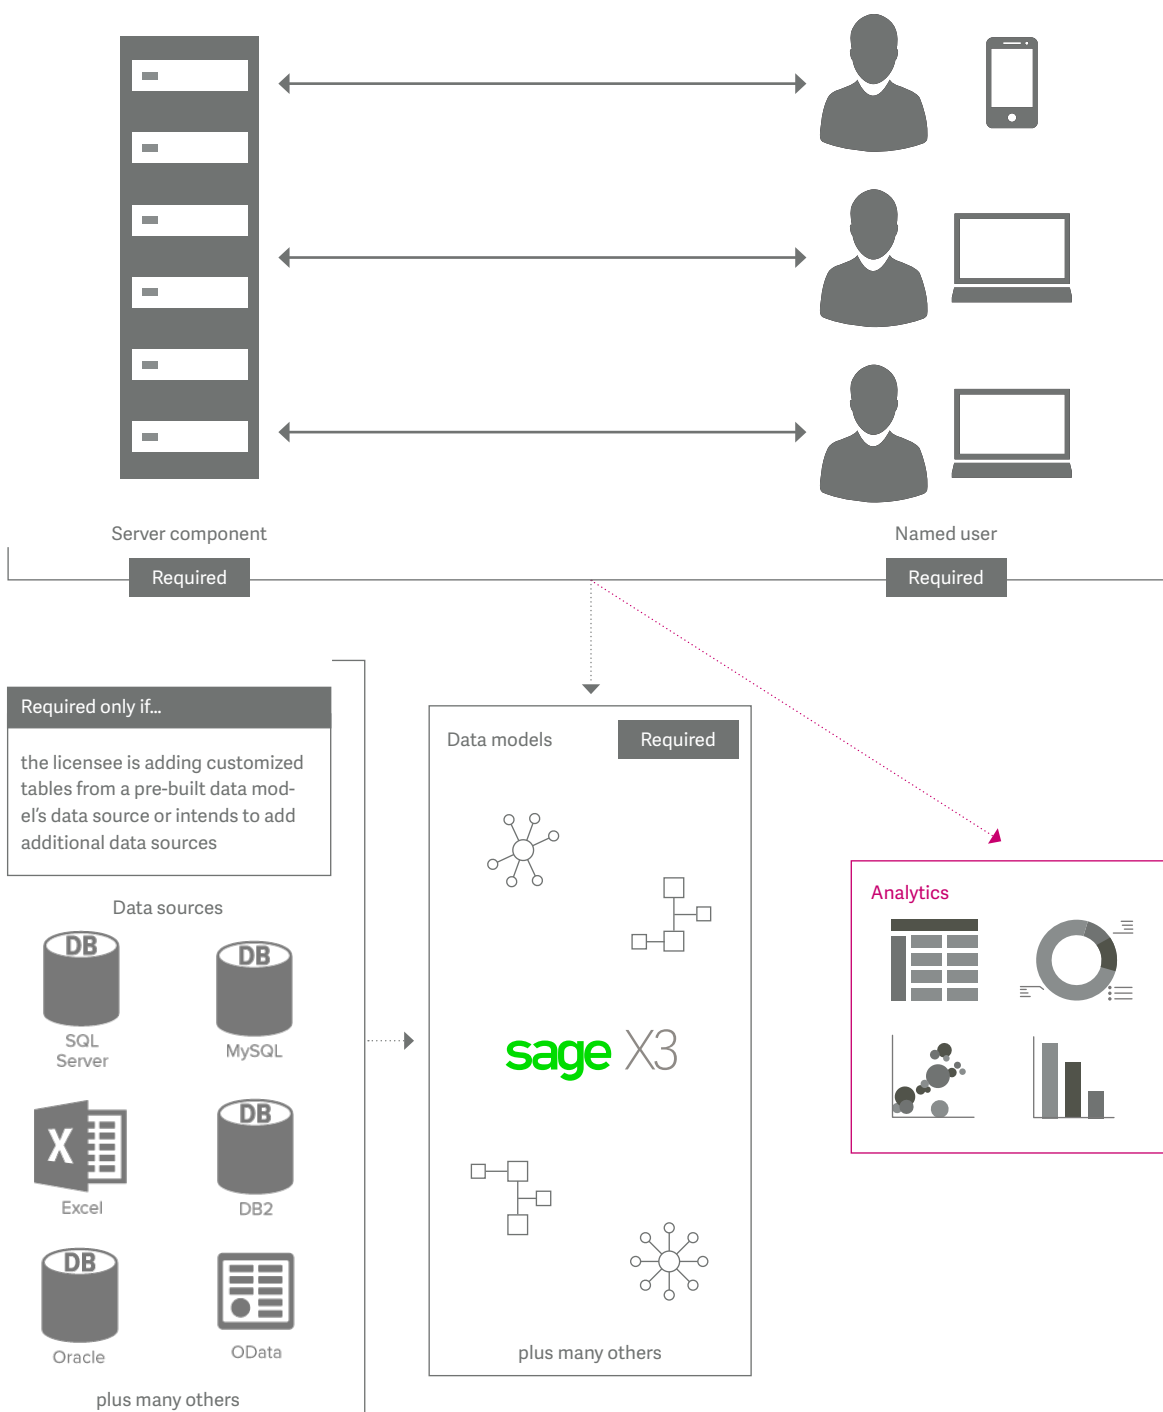 Server component
Named user
Required
Required
Required only if...
the licensee is adding customized
tables from a pre-built data mod-
el's data source or intends to add
additional data sources
Data sources
DB
SQL
Server
DB
MySQL
X
Excel
DB
DB2
DB
Oracle
OData
plus many others
Data models
Required
sage X3
plus many others
Analytics